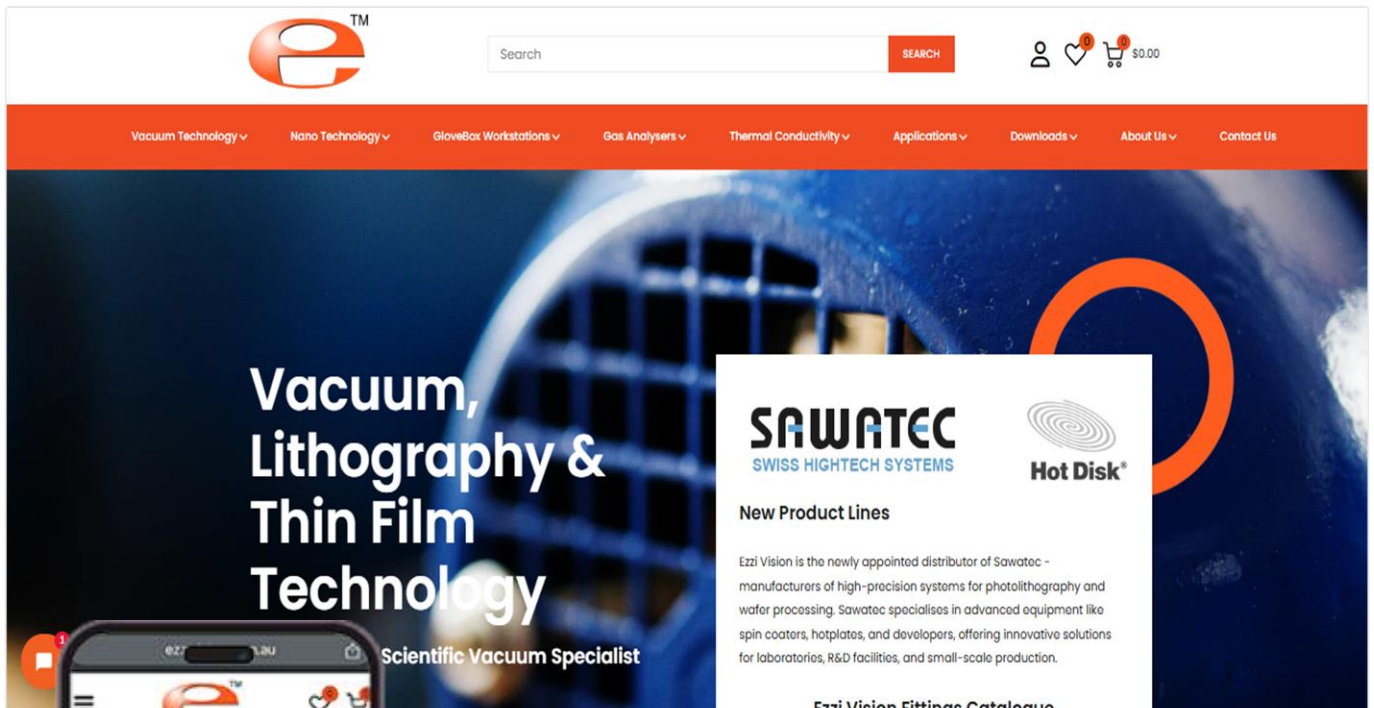 TM
Search
SEARCH
0
0
$0.00
Vacuum Technology
Nano Technology
GloveBox Workstations
Gas Analysers
Thermal Conductivity
Applications
Downloads
About Us
Contact Us
Vacuum,
Lithography &
Thin Film
Technology
Scientific Vacuum Specialist
SAWATEC
SWISS HIGHTECH SYSTEMS
Hot Disk®
New Product Lines
Ezzi Vision is the newly appointed distributor of Sawatec -
manufacturers of high-precision systems for photolithography and
wafer processing. Sawatec specialises in advanced equipment like
spin coaters, hotplates, and developers, offering innovative solutions
for laboratories, R&D facilities, and small-scale production.
Ezzi Vision Fittings Catalogue
1
TM